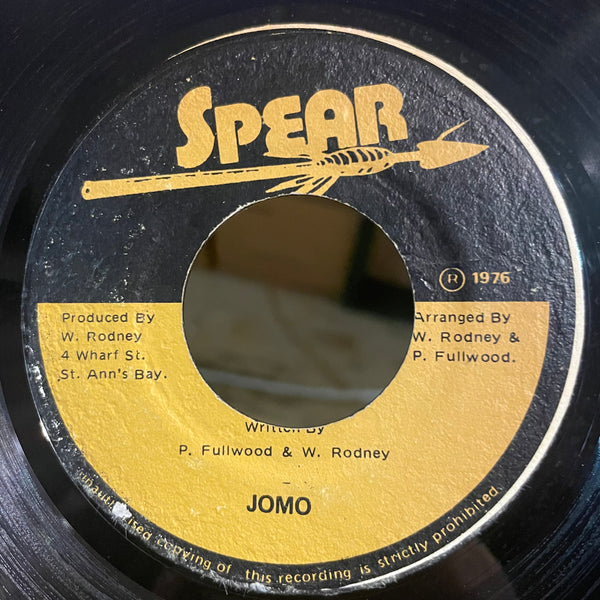 SPEAR
Ⓡ 1976
Produced By
W. Rodney
4 Wharf St.
St. Ann's Bay.
Arranged By
W. Rodney &
P. Fullwood.
Written By
P. Fullwood & W. Rodney
JOMO
copying of this recording is strictly prohibited.